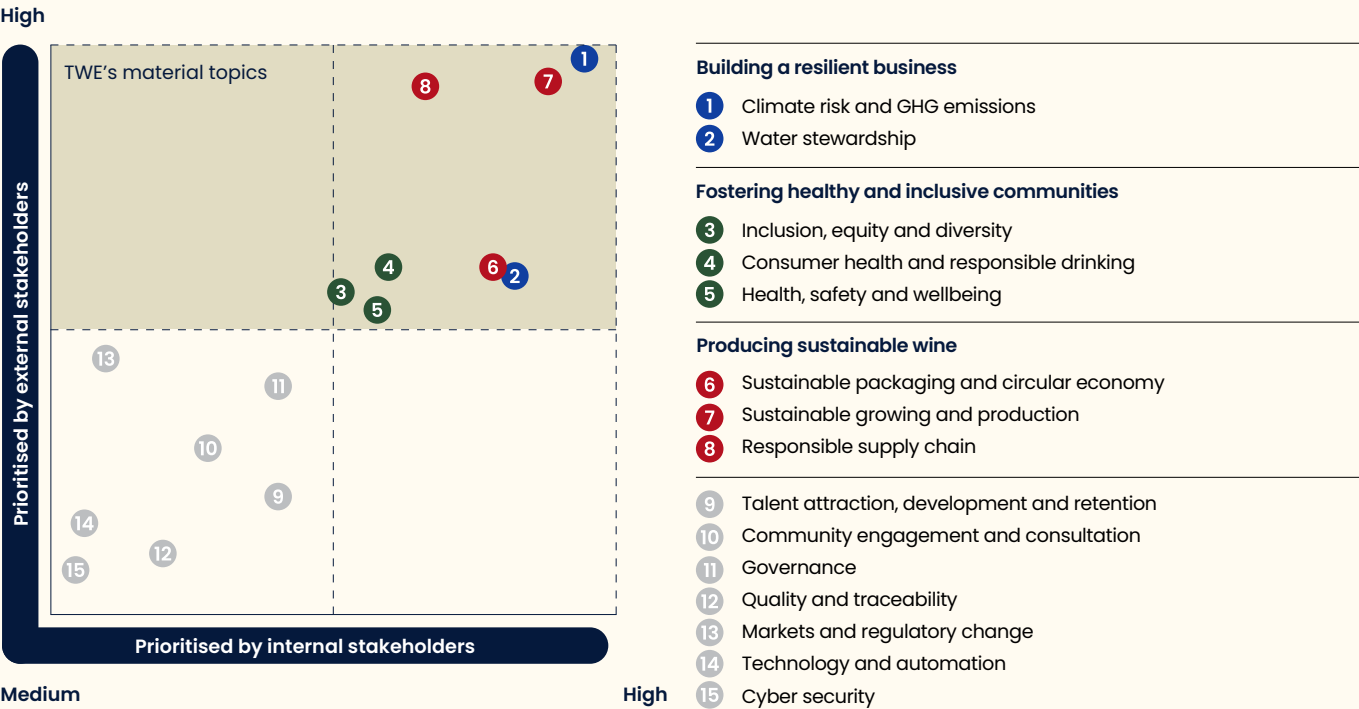 High
TWE’s material topics
1
7
8
4
6
2
3
5
13
11
10
9
14
12
15
Prioritised by external stakeholders
Prioritised by internal stakeholders
Medium
High
Building a resilient business
1 Climate risk and GHG emissions
2 Water stewardship
Fostering healthy and inclusive communities
3 Inclusion, equity and diversity
4 Consumer health and responsible drinking
5 Health, safety and wellbeing
Producing sustainable wine
6 Sustainable packaging and circular economy
7 Sustainable growing and production
8 Responsible supply chain
9 Talent attraction, development and retention
10 Community engagement and consultation
11 Governance
12 Quality and traceability
13 Markets and regulatory change
14 Technology and automation
15 Cyber security